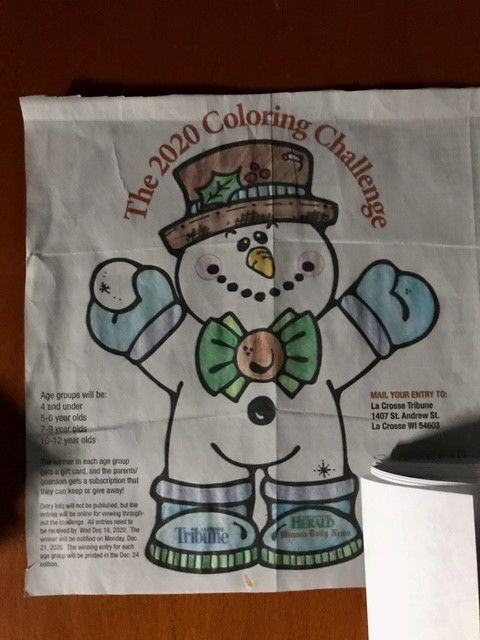 The 2020 Coloring Challenge
Age groups will be:
4 and under
5-6 year olds
7-9 year olds
10-12 year olds
The winner in each age group
gets a gift card, and the parents/
guardian gets a subscription that
they can keep or give away!
Entry info will not be published, but the
entries will be online for viewing through-
out the challenge. All entries need to
be received by Wed Dec 16, 2020. The
winner will be notified on Monday, Dec
21, 2020. The winning entry for each
age group will be printed in the Dec. 24
edition.
MAIL YOUR ENTRY TO:
La Crosse Tribune
1407 St. Andrew St.
La Crosse WI 54603
Tribune
HERALD
Winona Daily News